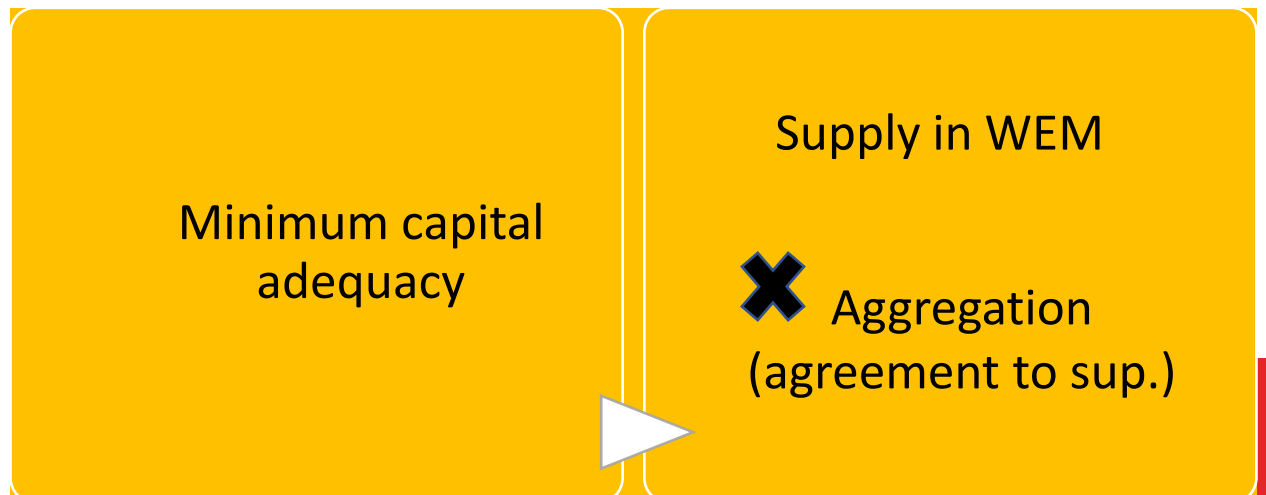 Minimum capital
adequacy
Supply in WEM
Aggregation
(agreement to sup.)